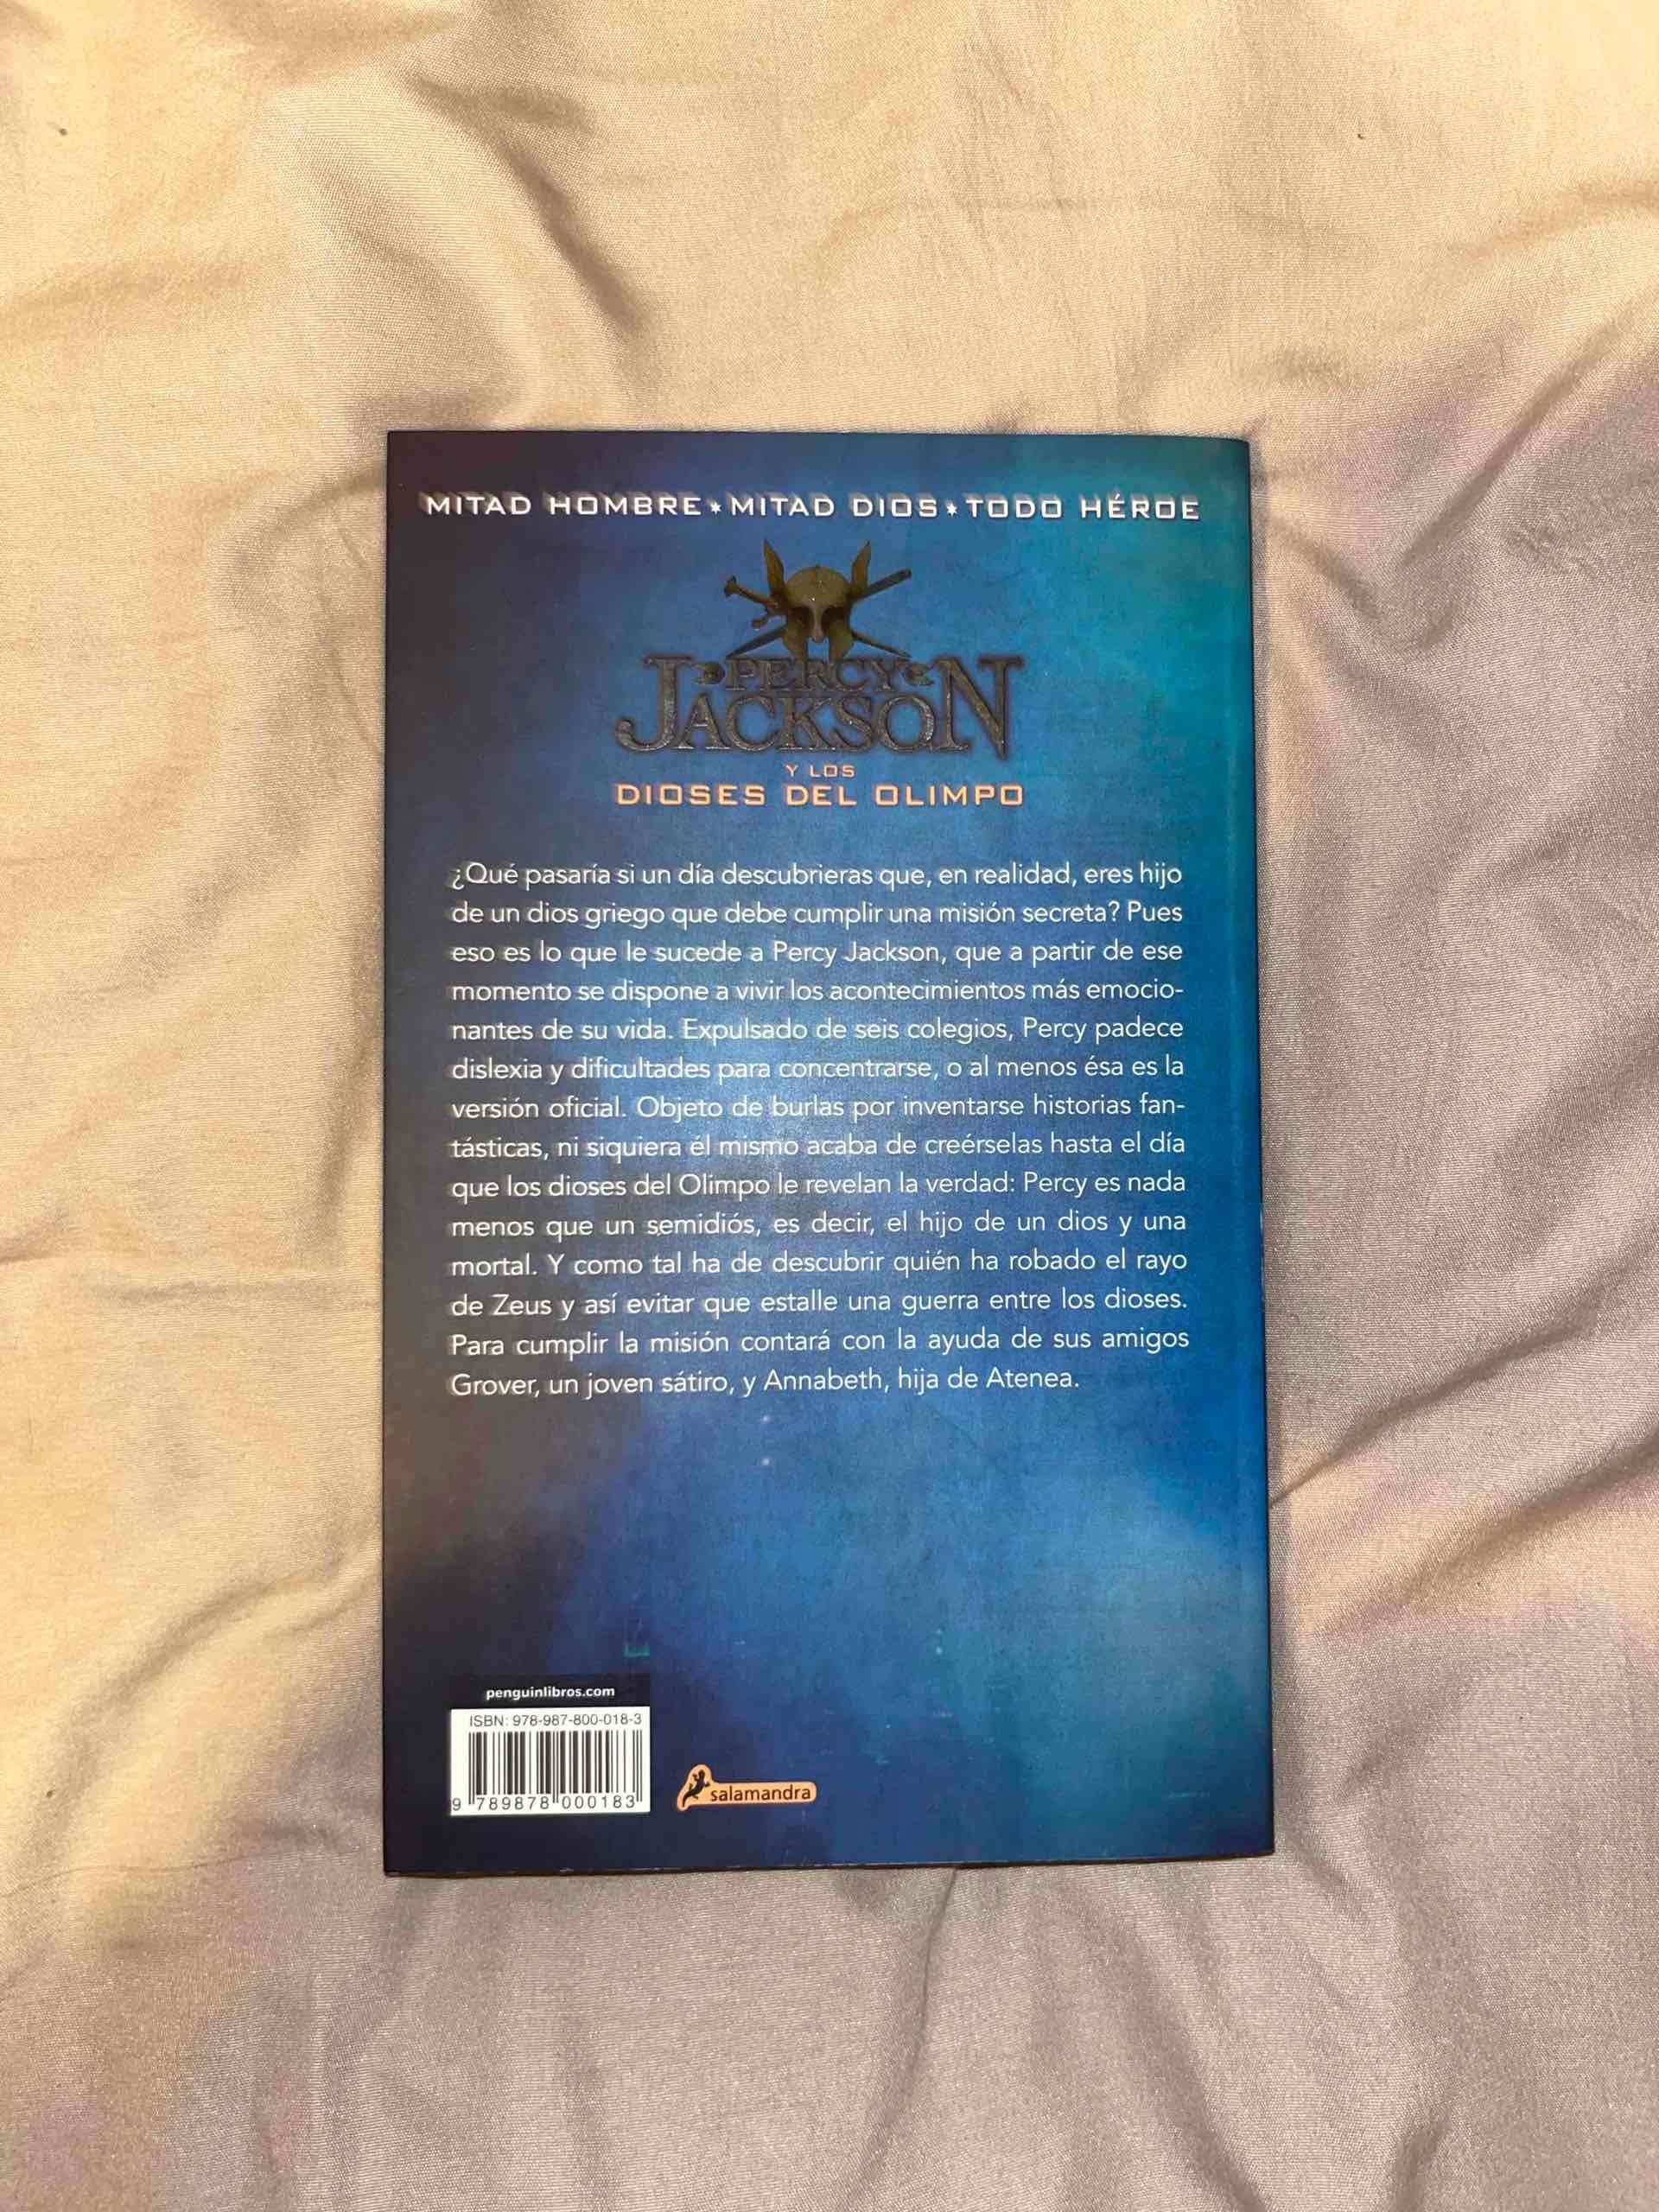 MITAD HOMBRE★MITAD DIOS★TODO HÉROE
PERCY
JACKSON
Y LOS
DIOSES DEL OLIMPO
¿Qué pasaría si un día descubrieras que, en realidad, eres hijo
de un dios griego que debe cumplir una misión secreta? Pues
eso es lo que le sucede a Percy Jackson, que a partir de ese
momento se dispone a vivir los acontecimientos más emocio-
nantes de su vida. Expulsado de seis colegios, Percy padece
dislexia y dificultades para concentrarse, o al menos ésa es la
versión oficial. Objeto de burlas por inventarse historias fan-
tásticas, ni siquiera él mismo acaba de creérselas hasta el día
que los dioses del Olimpo le revelan la verdad: Percy es nada
menos que un semidiós, es decir, el hijo de un dios y una
mortal. Y como tal ha de descubrir quién ha robado el rayo
de Zeus y así evitar que estalle una guerra entre los dioses.
Para cumplir la misión contará con la ayuda de sus amigos
Grover, un joven sátiro, y Annabeth, hija de Atenea.
penguinlibros.com
ISBN: 978-987-800-018-3
9 789878 000183
salamandra